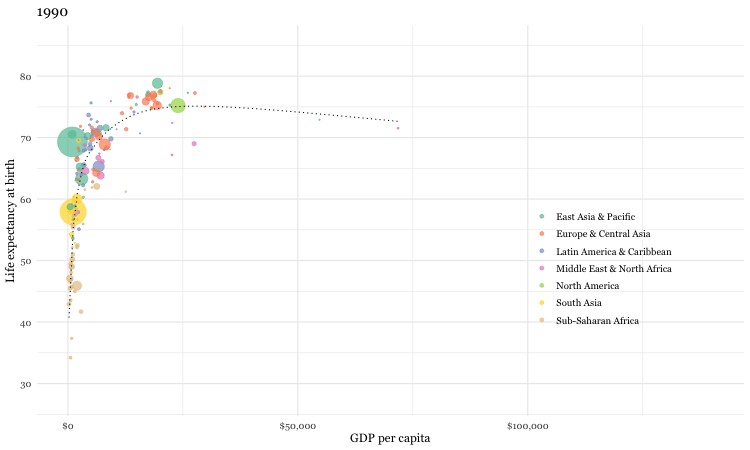 1990
Life expectancy at birth
80
70
60
50
40
30
East Asia & Pacific
Europe & Central Asia
Latin America & Caribbean
Middle East & North Africa
North America
South Asia
Sub-Saharan Africa
$0
$50,000
$100,000
GDP per capita